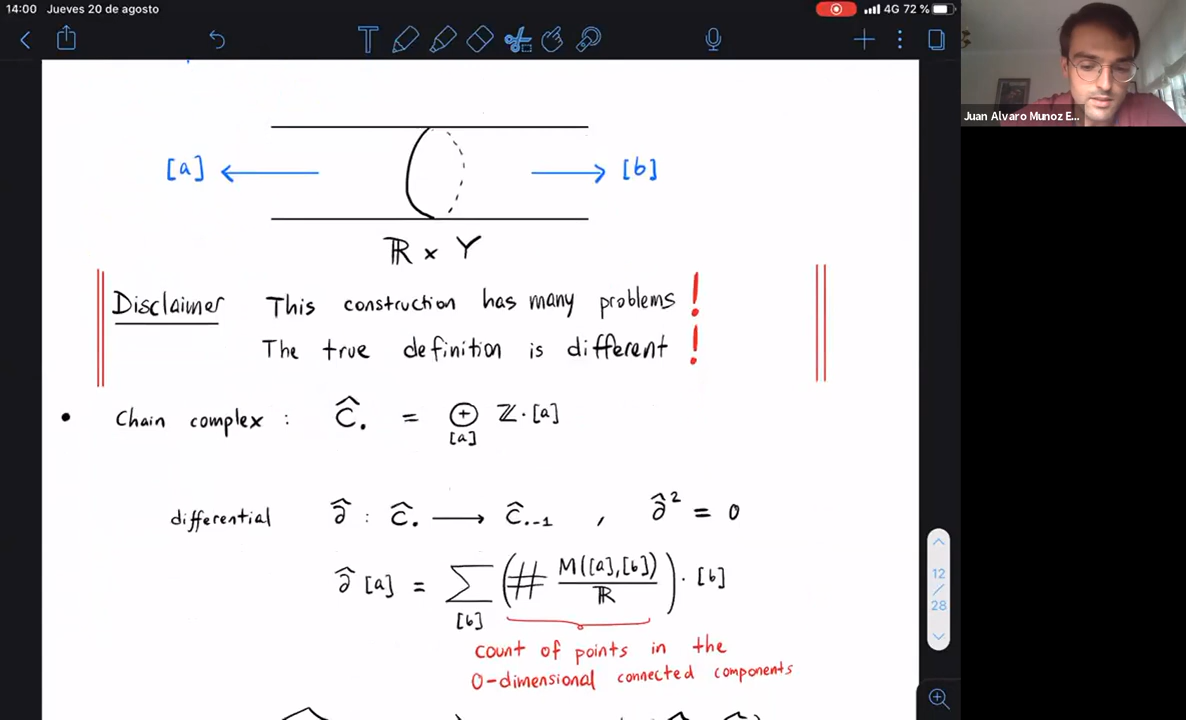 14:00 Jueves 20 de agosto
4G 72 %
Juan Alvaro Munoz E...
[a] ← → [b]
ℝ × Y
Disclaimer This construction has many problems !
The true definition is different !
• Chain complex : Ĉ. = ⊕ ℤ·[a]
[a]
differential ∂̂ : Ĉ. ⟶ Ĉ.-1 , ∂̂² = 0
∂̂ [a] = Σ (# M([a],[b]) / ℝ) · [b]
[b]
count of points in the
0-dimensional connected components
12
/
28